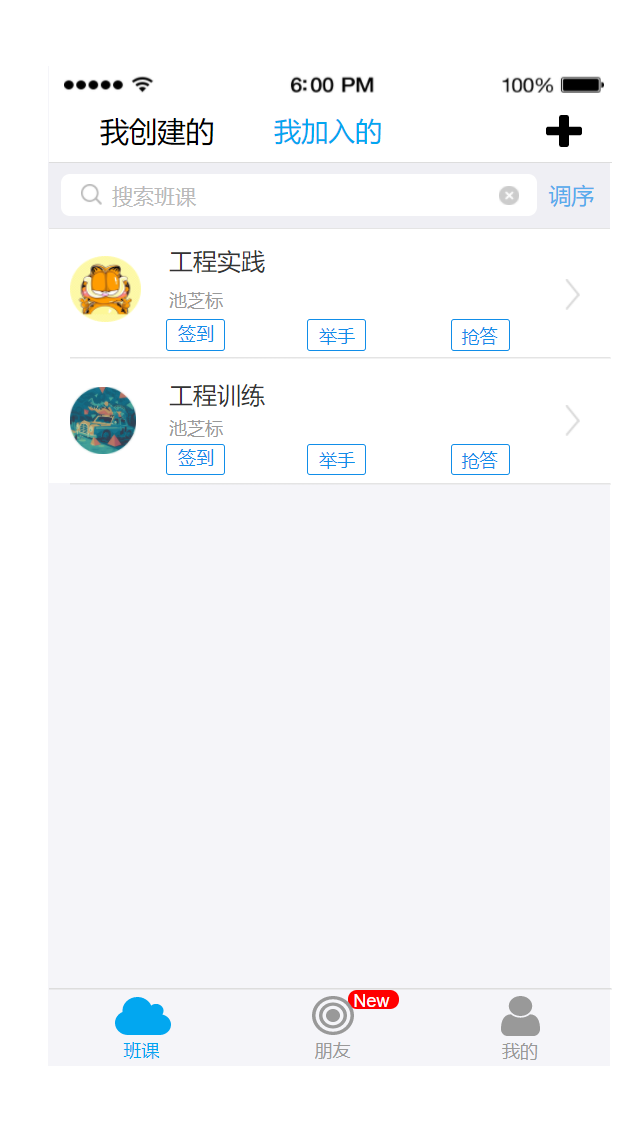 6:00 PM 100%
我创建的 我加入的
搜索班课 调序
工程实践
池芝标
签到 举手 抢答
工程训练
池芝标
签到 举手 抢答
New
班课 朋友 我的